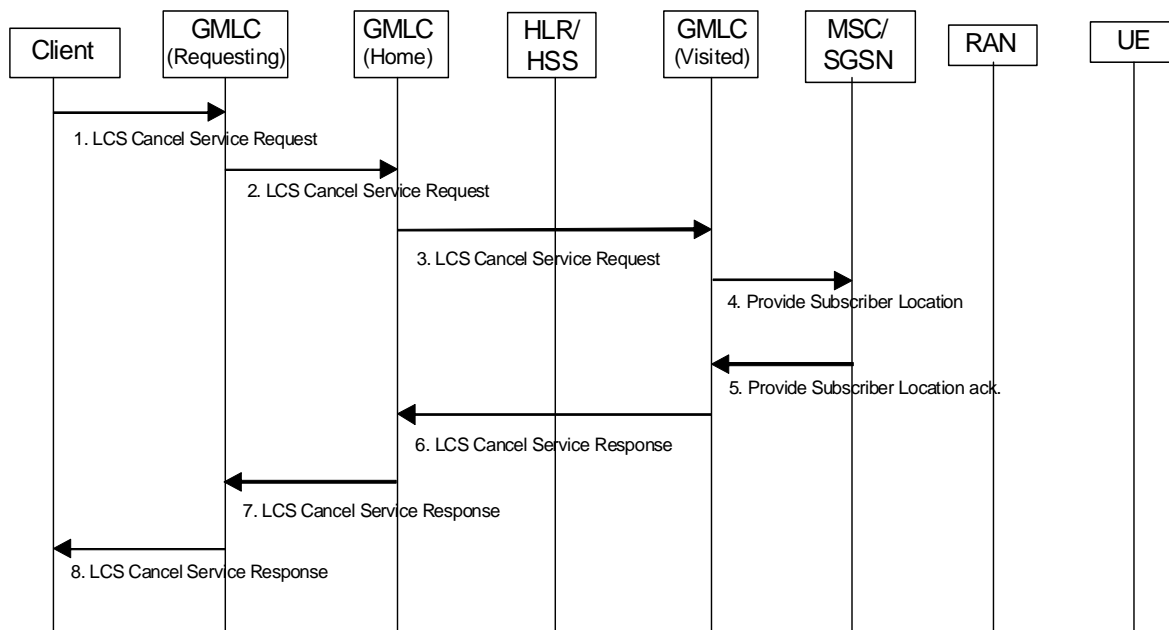 Client
GMLC
(Requesting)
GMLC
(Home)
HLR/
HSS
GMLC
(Visited)
MSC/
SGSN
RAN
UE
1. LCS Cancel Service Request
2. LCS Cancel Service Request
3. LCS Cancel Service Request
4. Provide Subscriber Location
5. Provide Subscriber Location ack.
6. LCS Cancel Service Response
7. LCS Cancel Service Response
8. LCS Cancel Service Response